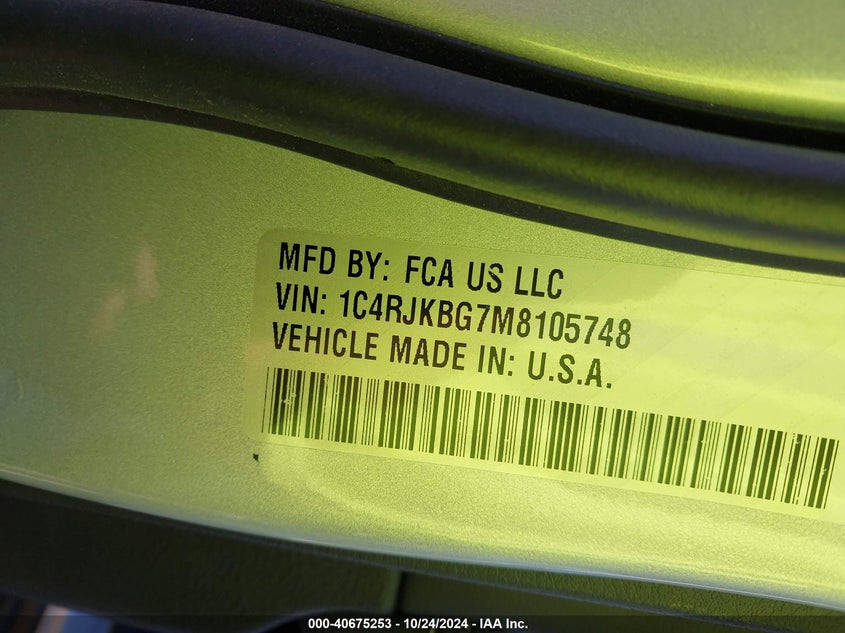 MFD BY: FCA US LLC
VIN: 1C4RJKBG7M8105748
VEHICLE MADE IN: U.S.A.
000-40675253 - 10/24/2024 - IAA Inc.